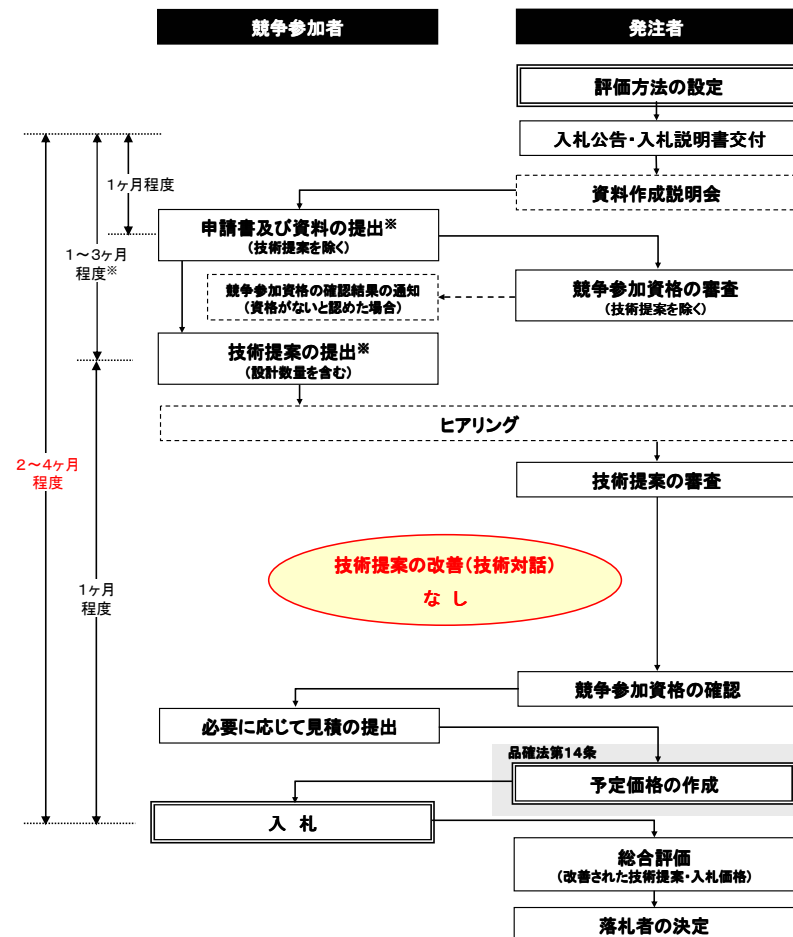 競争参加者
発注者
評価方法の設定
入札公告・入札説明書交付
1ヶ月程度
資料作成説明会
申請書及び資料の提出※
(技術提案を除く)
1~3ヶ月
程度※
競争参加資格の確認結果の通知
(資格がないと認めた場合)
競争参加資格の審査
(技術提案を除く)
技術提案の提出※
(設計数量を含む)
ヒアリング
2~4ヶ月
程度
技術提案の審査
技術提案の改善(技術対話)
な し
1ヶ月
程度
競争参加資格の確認
必要に応じて見積の提出
品確法第14条
予定価格の作成
入 札
総合評価
(改善された技術提案・入札価格)
落札者の決定